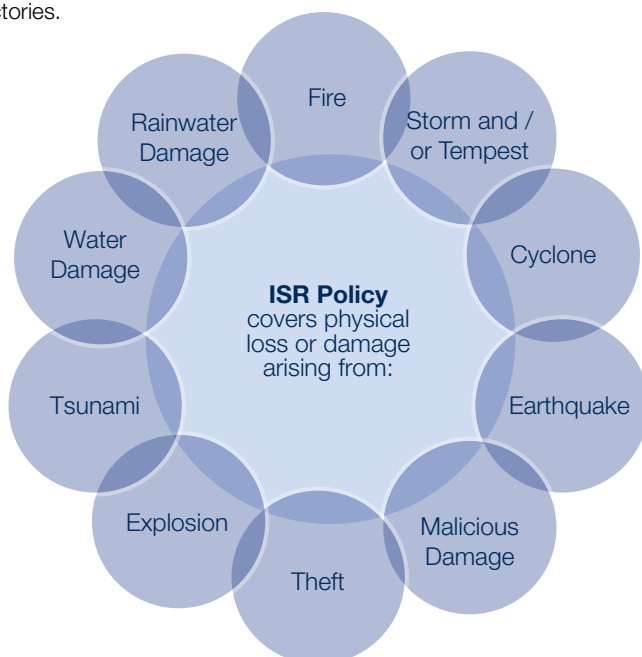 ctories.
Fire
Storm and /
or Tempest
Cyclone
Earthquake
Malicious
Damage
Theft
Explosion
Tsunami
Water
Damage
Rainwater
Damage
ISR Policy
covers physical
loss or damage
arising from: